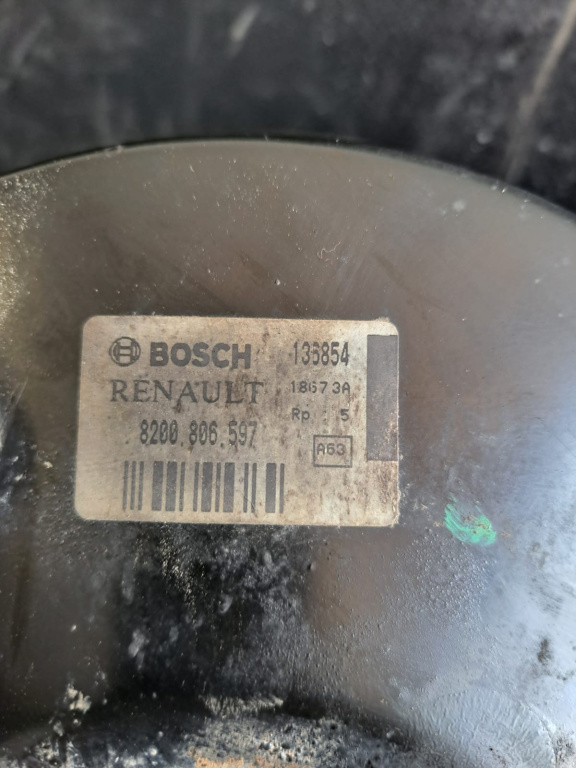 BOSCH 136854
RENAULT 18673A
Rp : 5
8200 806 597
A63